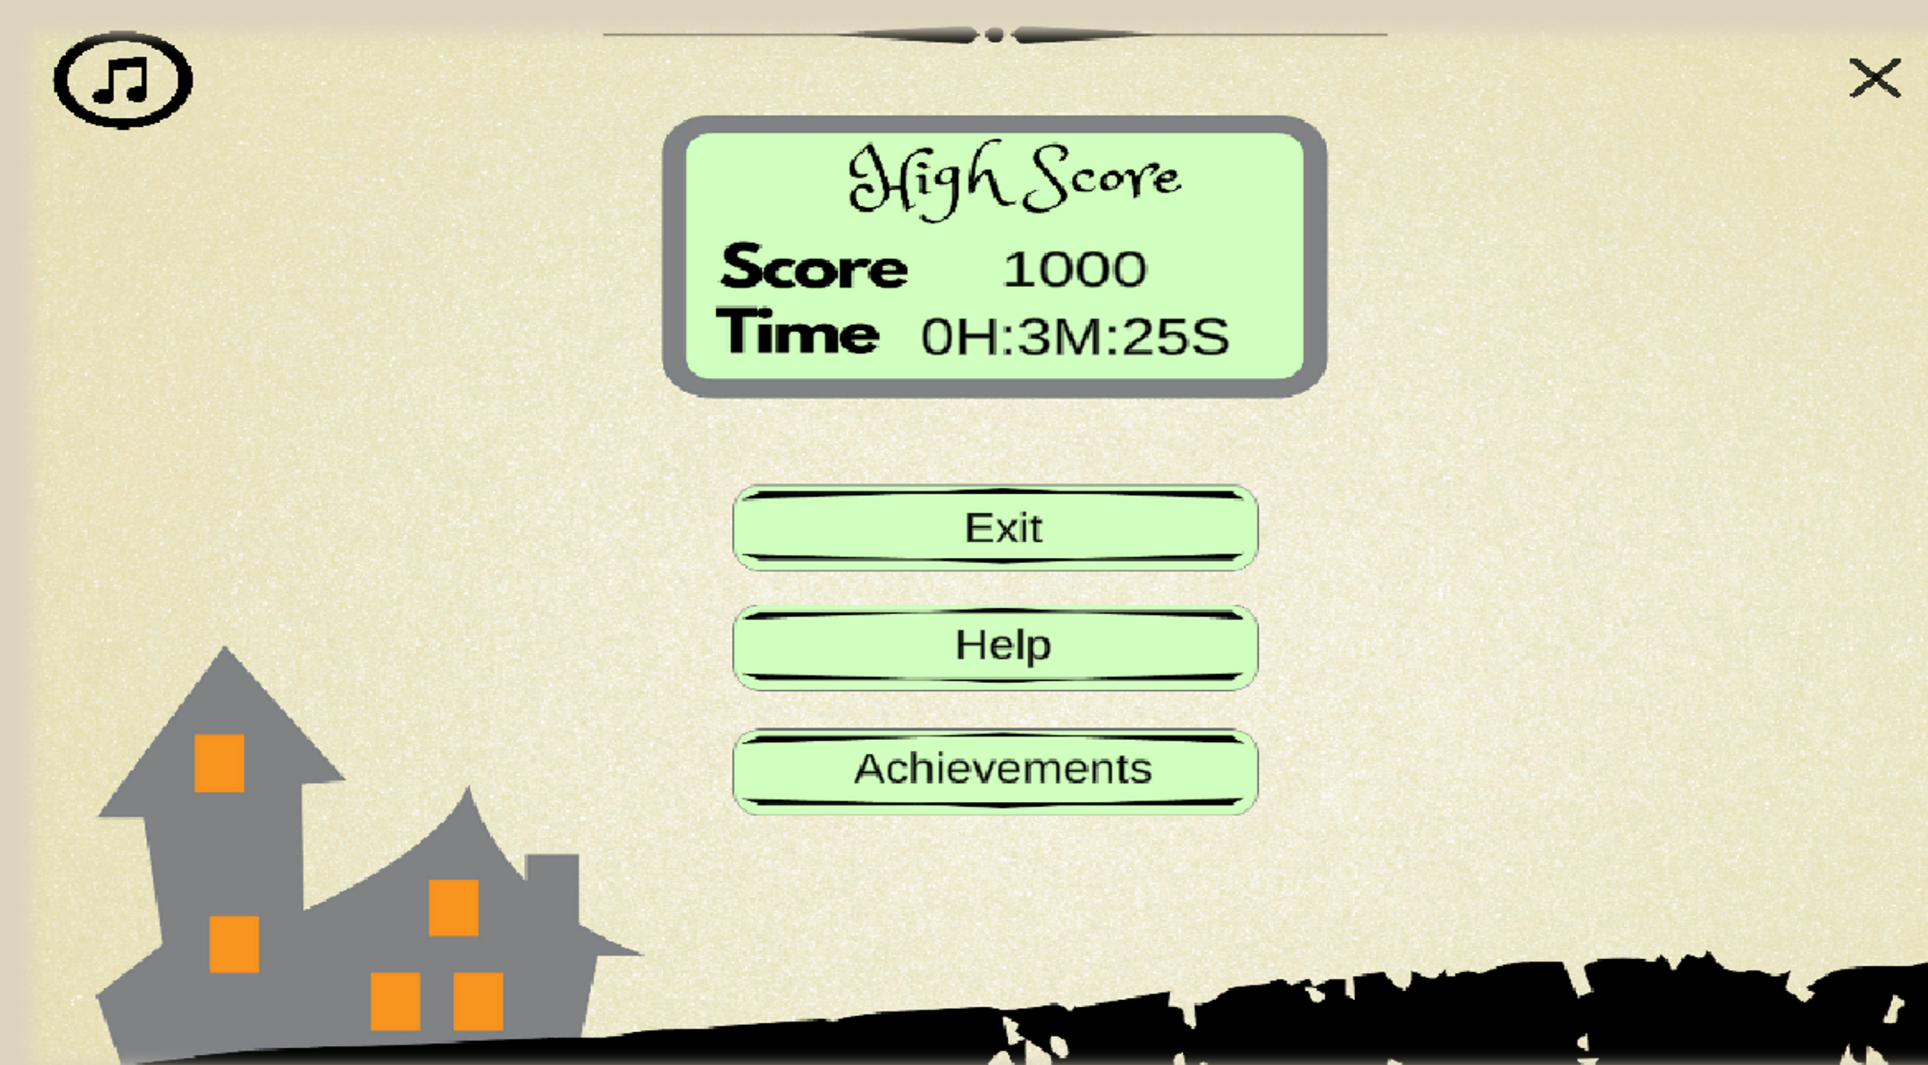 High Score
Score 1000
Time 0H:3M:25S
Exit
Help
Achievements